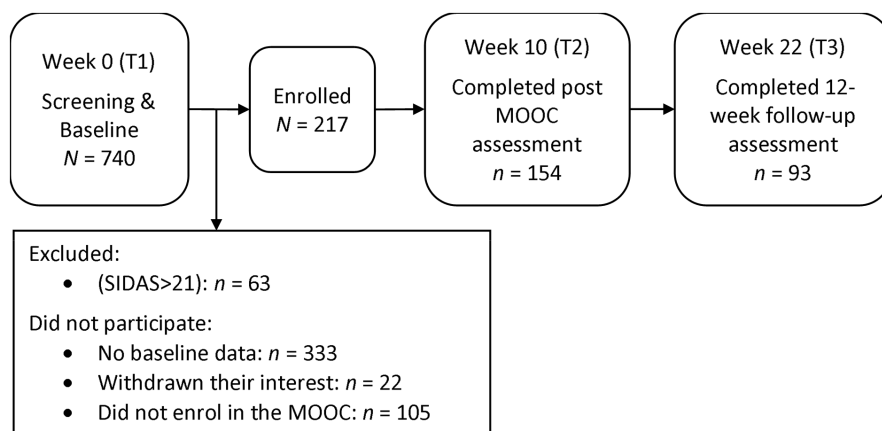 Week 0 (T1)
Screening &
Baseline
N = 740
Enrolled
N = 217
Week 10 (T2)
Completed post
MOOC
assessment
n = 154
Week 22 (T3)
Completed 12-
week follow-up
assessment
n = 93
Excluded:
• (SIDAS>21): n = 63
Did not participate:
• No baseline data: n = 333
• Withdrawn their interest: n = 22
• Did not enrol in the MOOC: n = 105